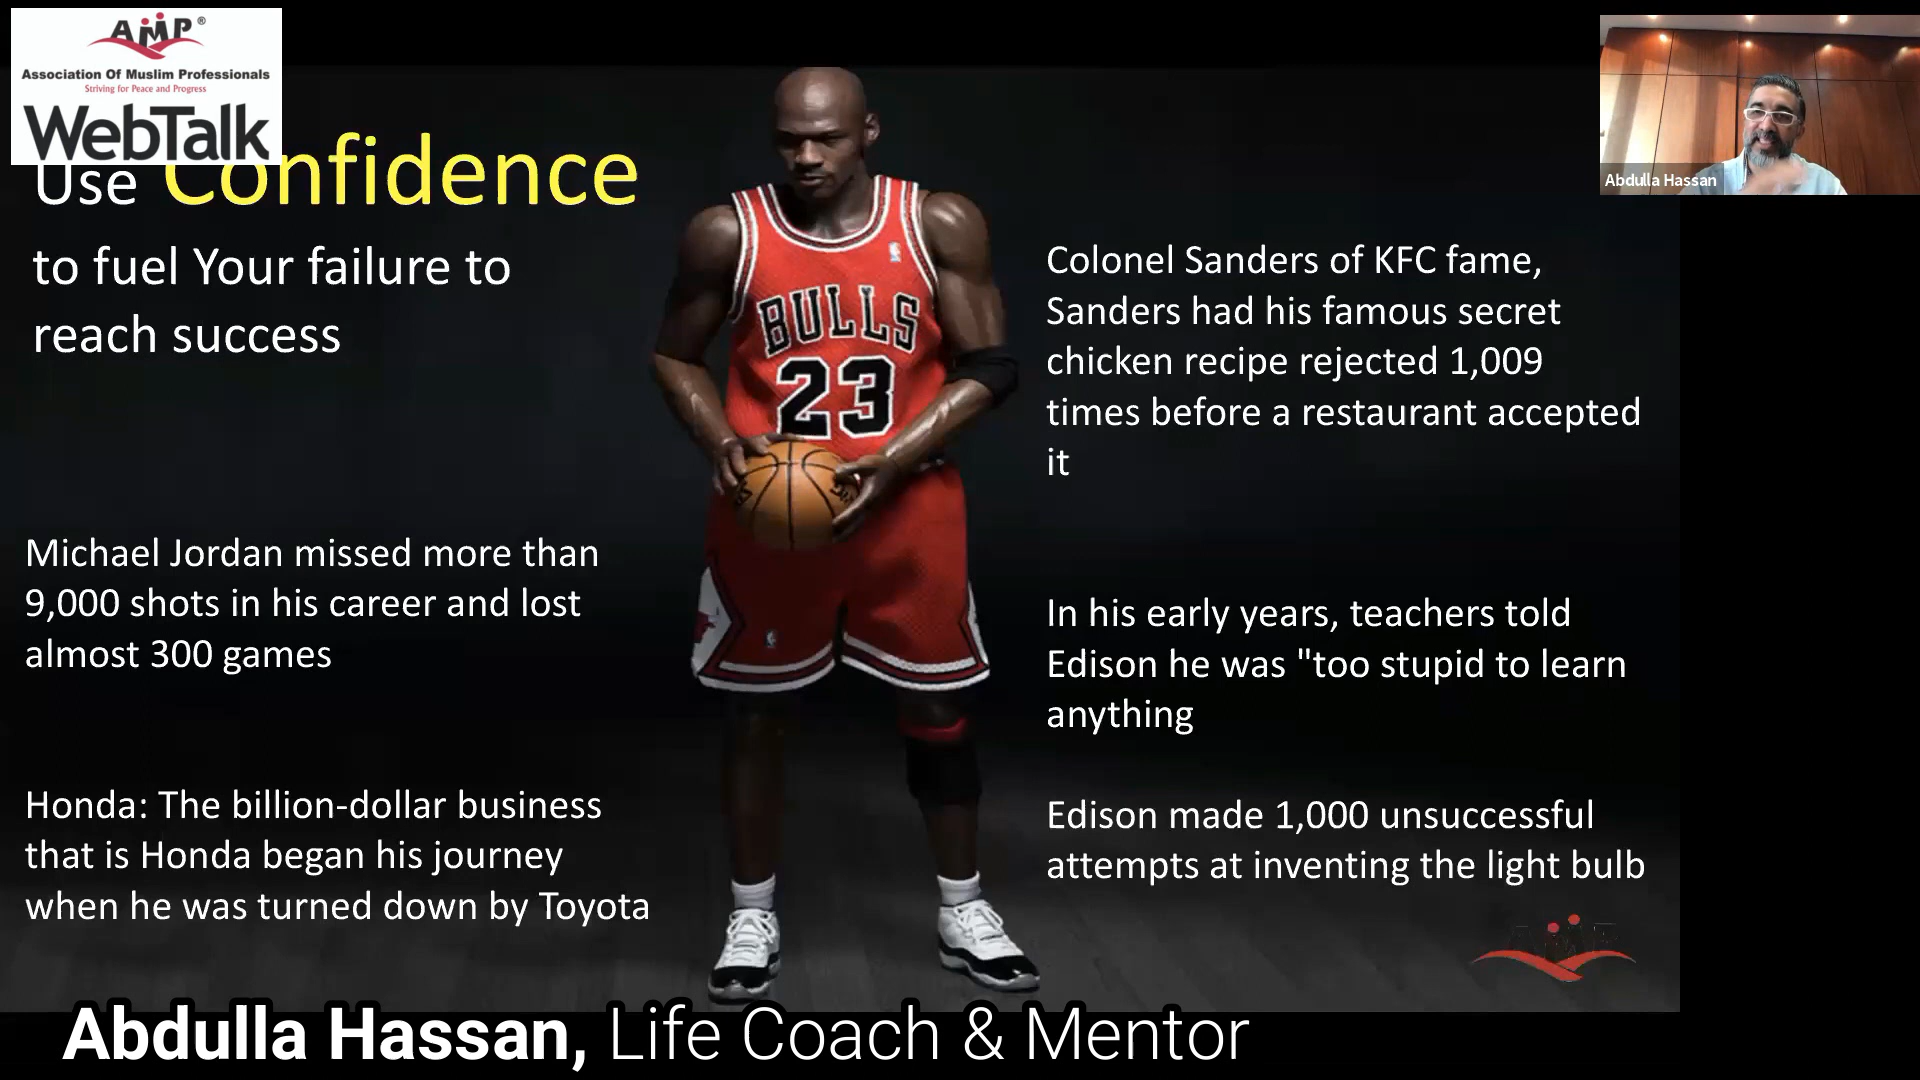 AMP®
Association Of Muslim Professionals
Striving for Peace and Progress
WebTalk
Use Confidence
to fuel Your failure to
reach success
Michael Jordan missed more than
9,000 shots in his career and lost
almost 300 games
Honda: The billion-dollar business
that is Honda began his journey
when he was turned down by Toyota
BULLS
23
Abdulla Hassan
Colonel Sanders of KFC fame,
Sanders had his famous secret
chicken recipe rejected 1,009
times before a restaurant accepted
it
In his early years, teachers told
Edison he was "too stupid to learn
anything
Edison made 1,000 unsuccessful
attempts at inventing the light bulb
AMP
Abdulla Hassan, Life Coach & Mentor